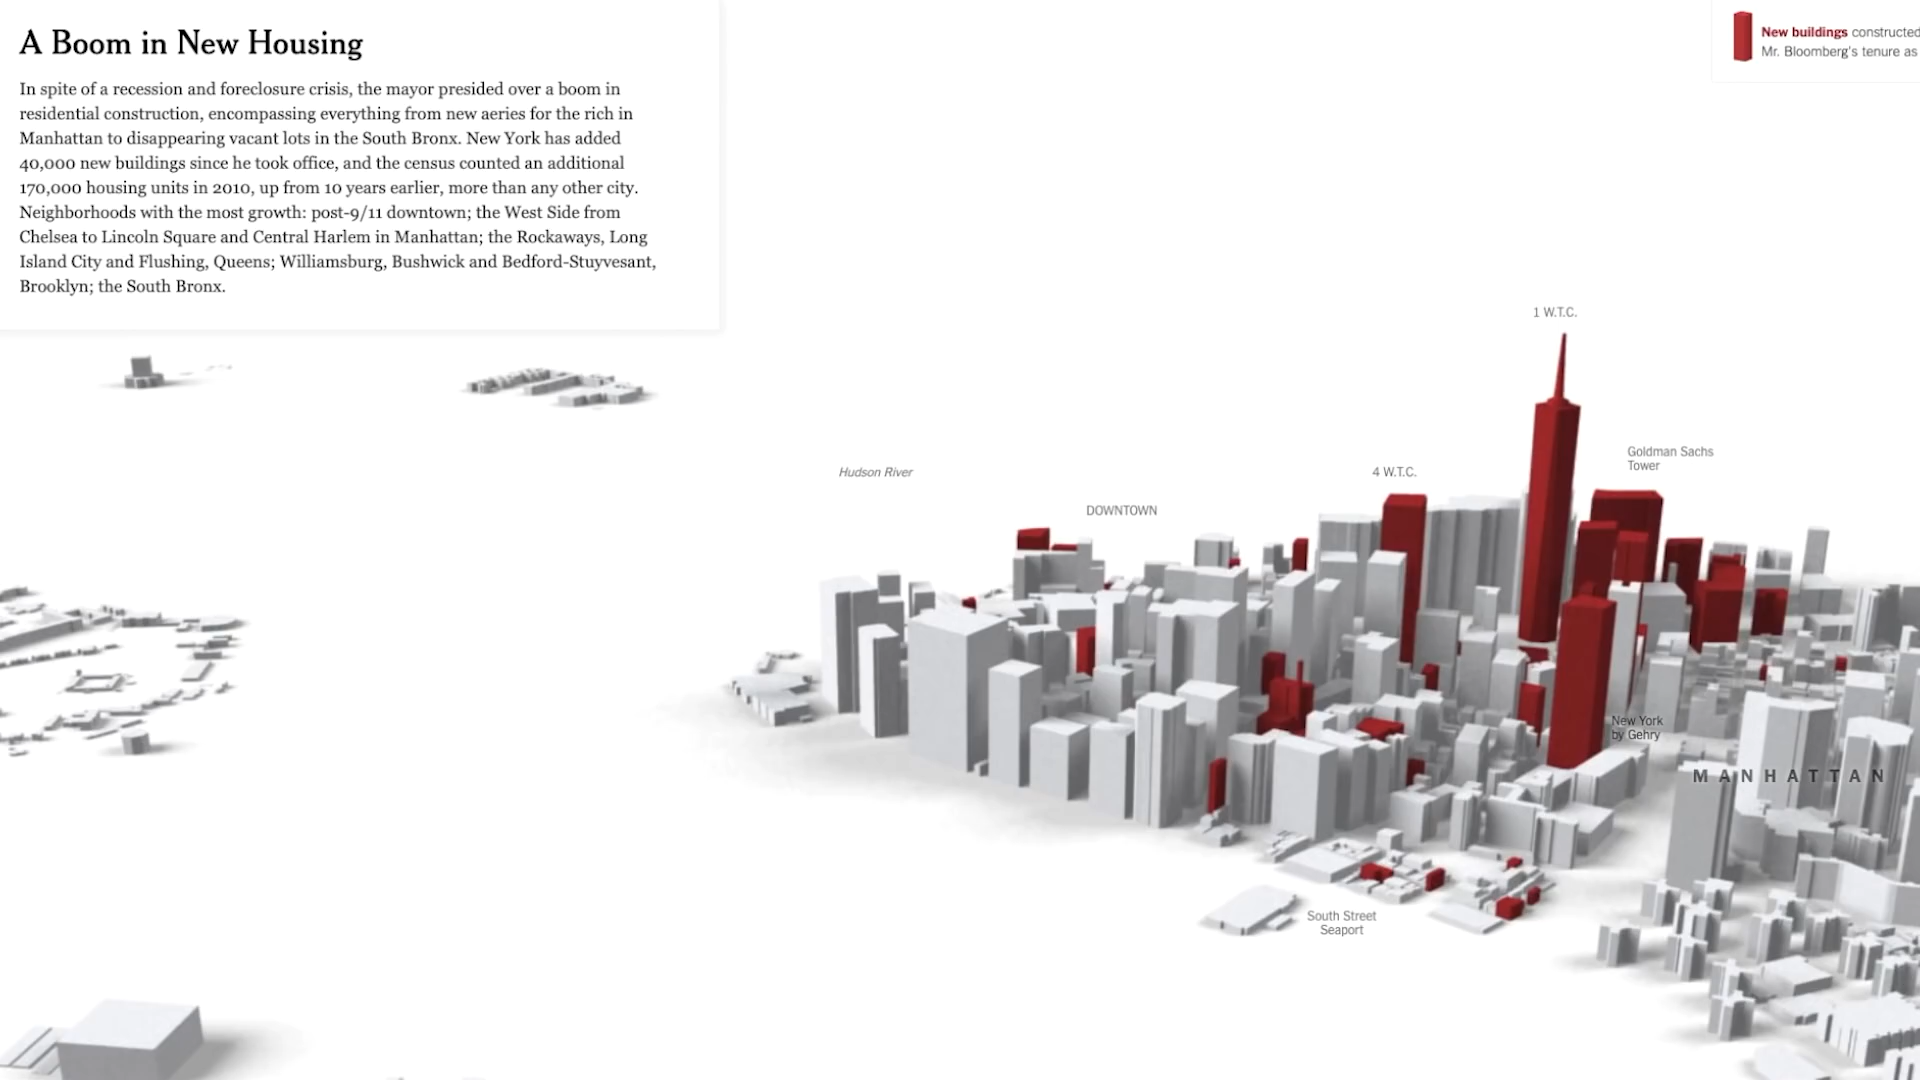 A Boom in New Housing
In spite of a recession and foreclosure crisis, the mayor presided over a boom in
residential construction, encompassing everything from new aeries for the rich in
Manhattan to disappearing vacant lots in the South Bronx. New York has added
40,000 new buildings since he took office, and the census counted an additional
170,000 housing units in 2010, up from 10 years earlier, more than any other city.
Neighborhoods with the most growth: post-9/11 downtown; the West Side from
Chelsea to Lincoln Square and Central Harlem in Manhattan; the Rockaways, Long
Island City and Flushing, Queens; Williamsburg, Bushwick and Bedford-Stuyvesant,
Brooklyn; the South Bronx.
New buildings constructed
Mr. Bloomberg's tenure as
1 W.T.C.
Goldman Sachs
Tower
Hudson River
4 W.T.C.
DOWNTOWN
New York
by Gehry
MANHATTAN
South Street
Seaport